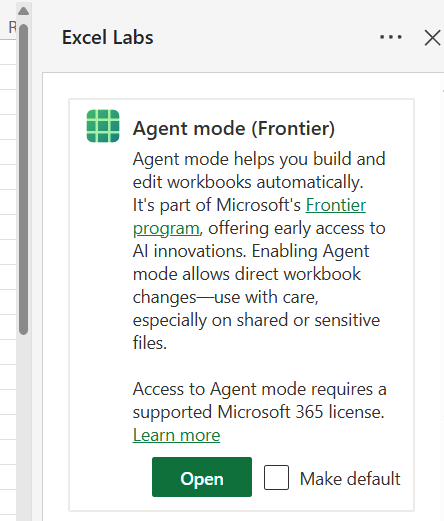 R
Excel Labs
Agent mode (Frontier)
Agent mode helps you build and
edit workbooks automatically.
It's part of Microsoft's Frontier
program, offering early access to
AI innovations. Enabling Agent
mode allows direct workbook
changes—use with care,
especially on shared or sensitive
files.
Access to Agent mode requires a
supported Microsoft 365 license.
Learn more
Open
Make default